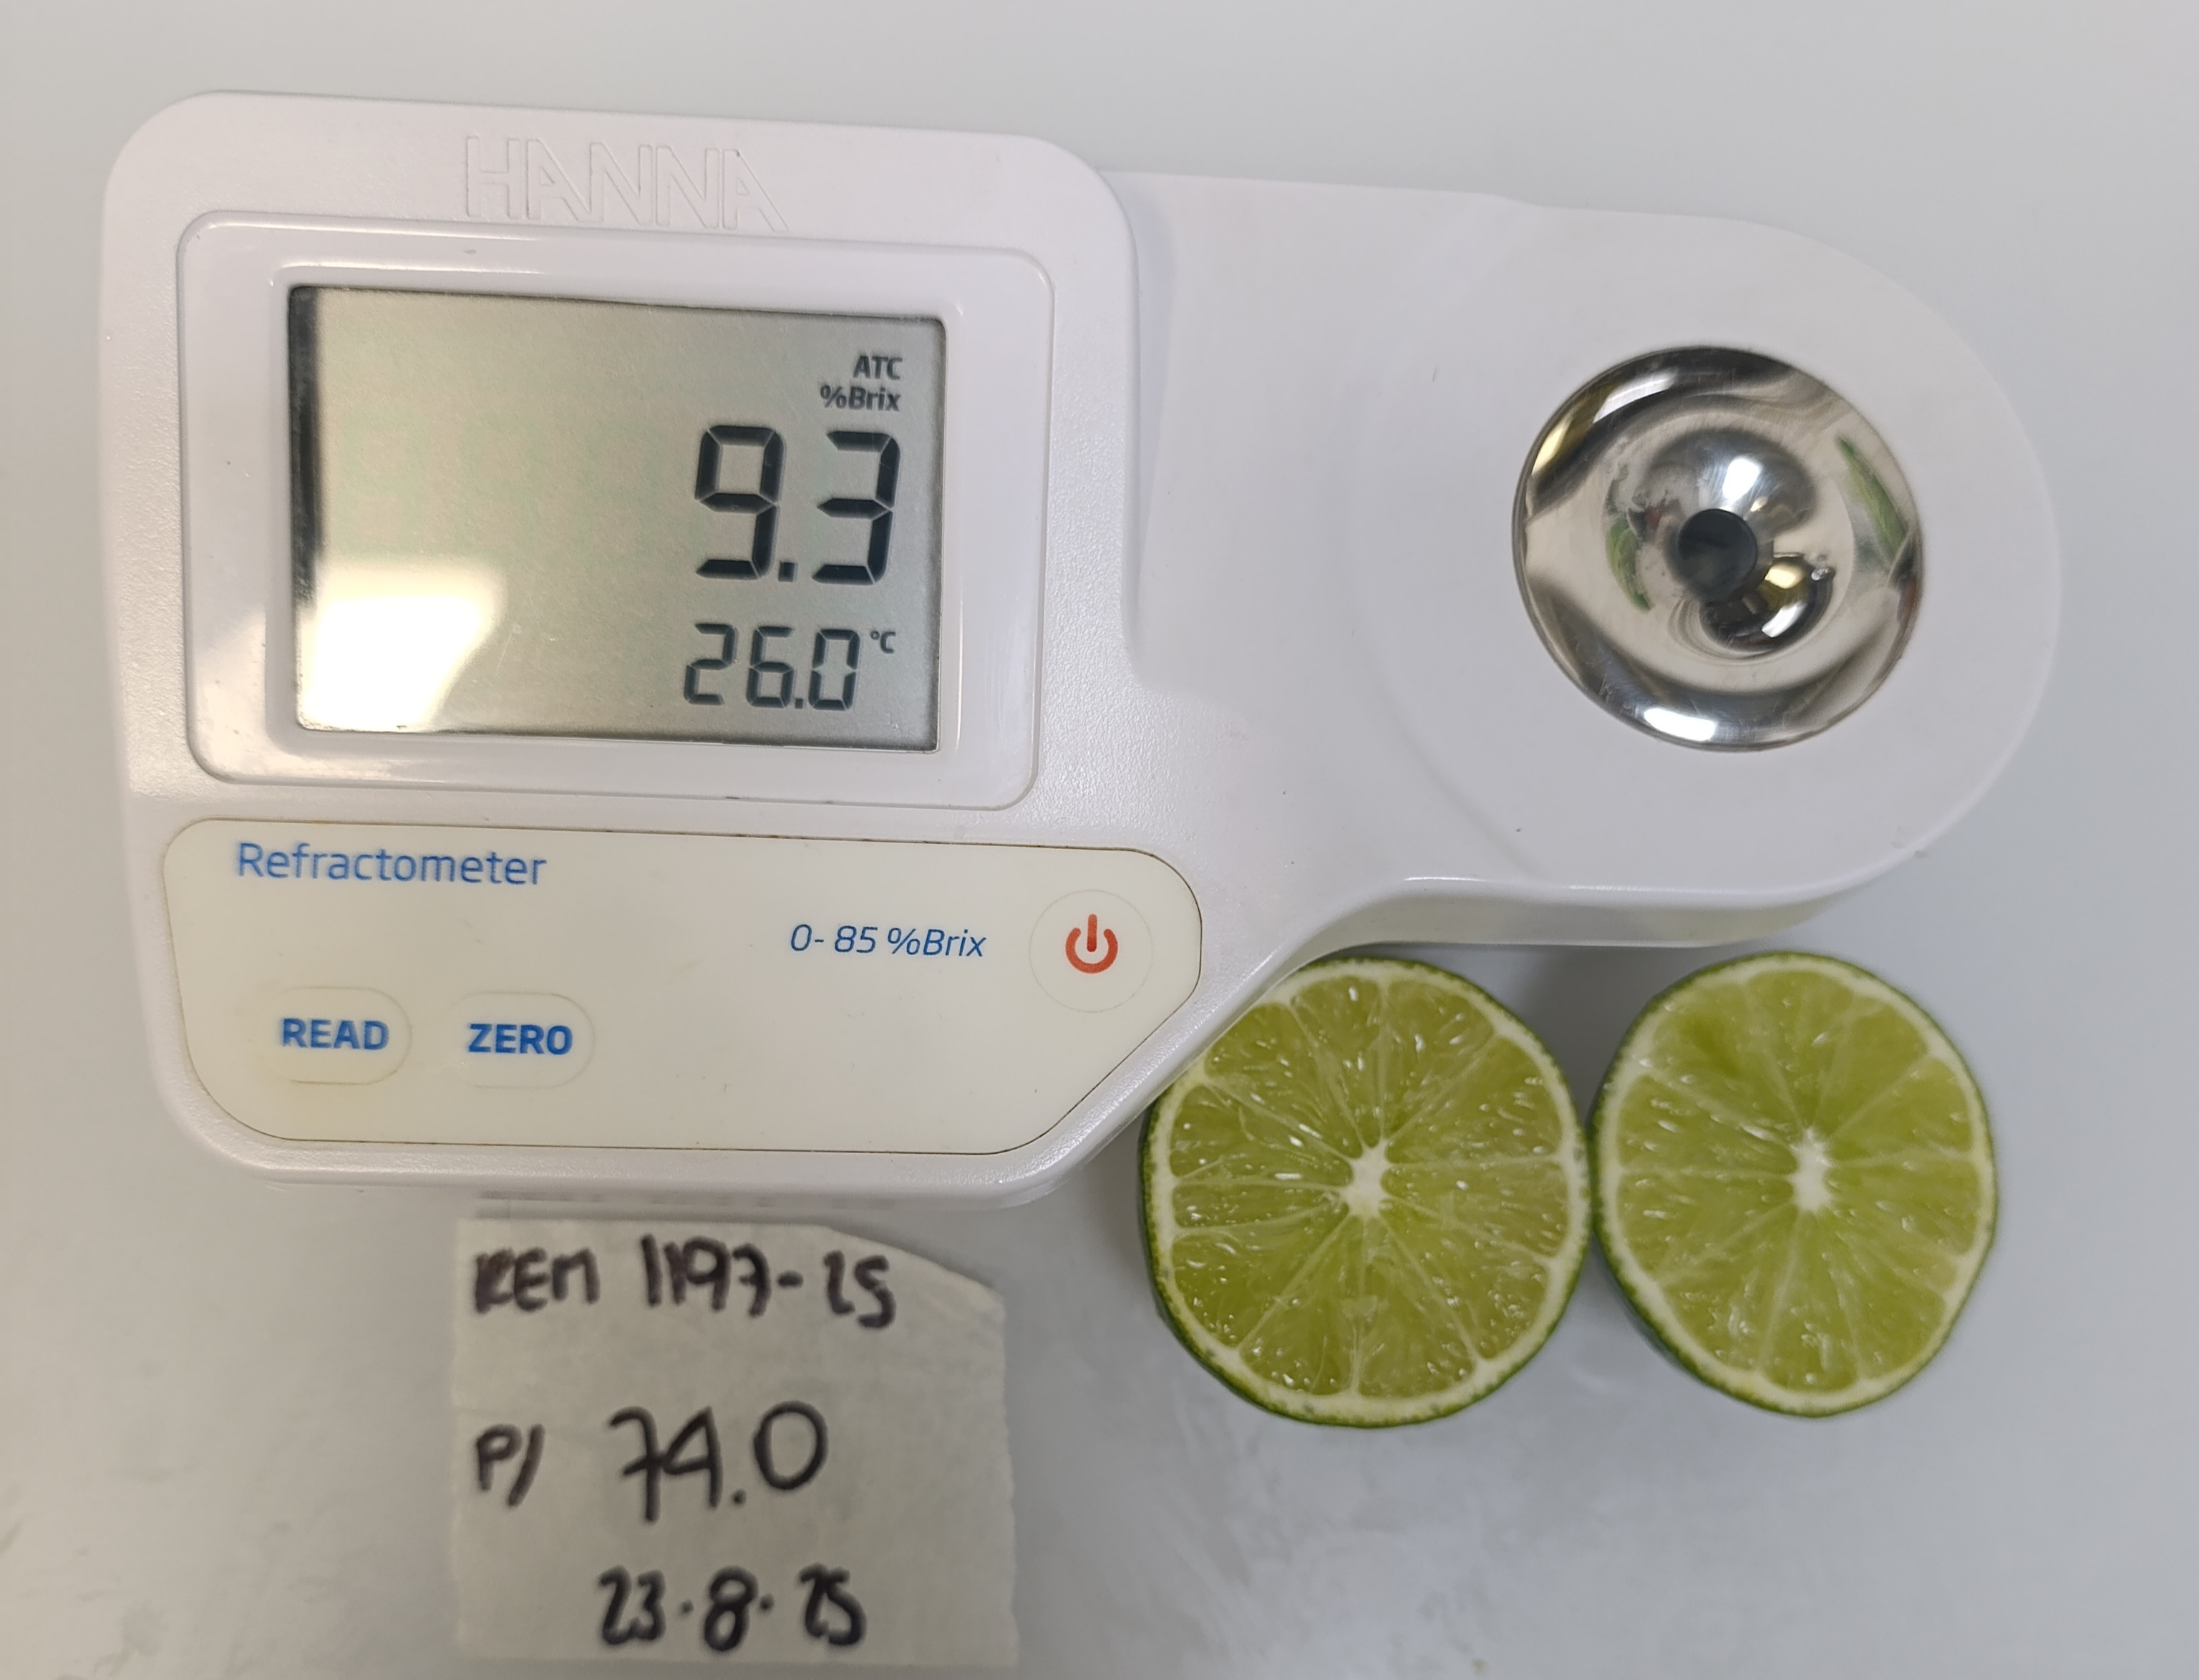 HANNA
ATC
%Brix
9.3
26.0 °C
Refractometer
0-85 %Brix
READ ZERO
REM 1197-25
P/ 74.0
23.8.25